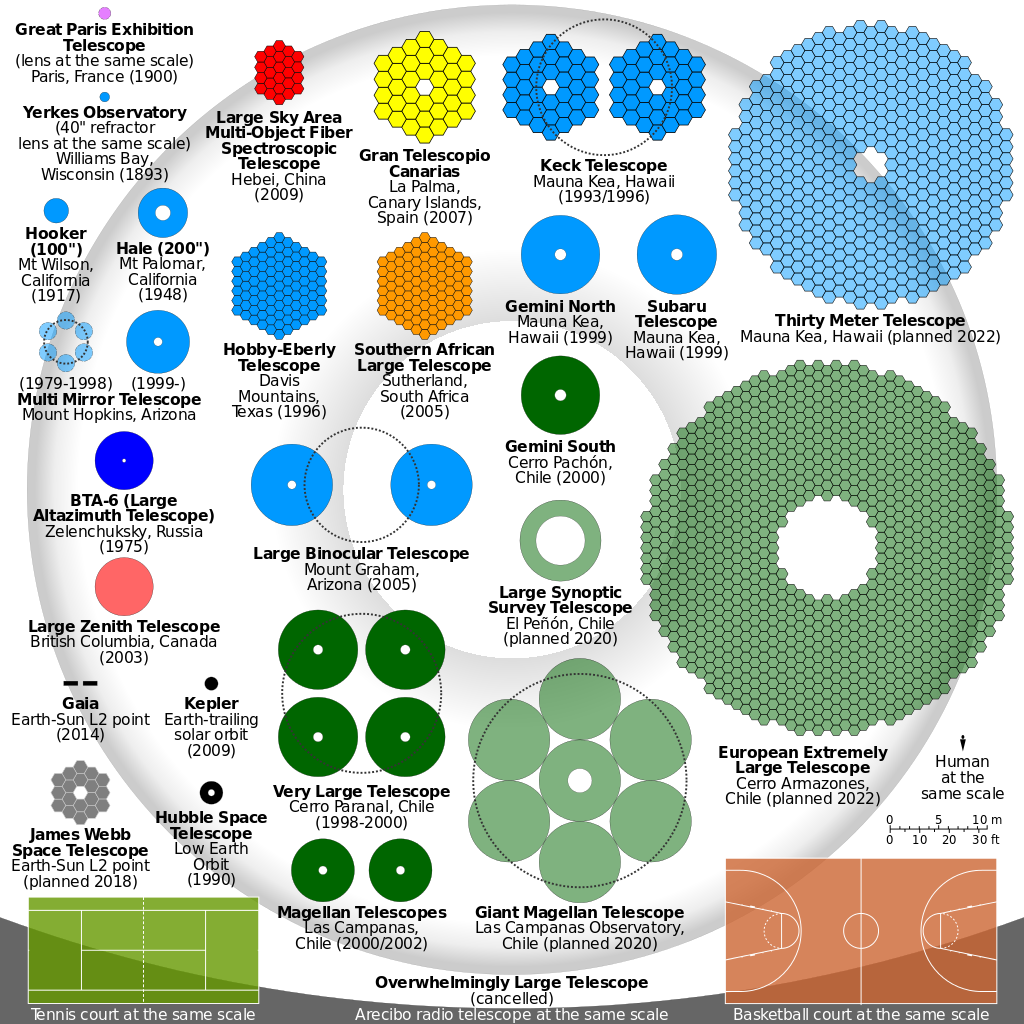 Great Paris Exhibition
Telescope
(lens at the same scale)
Paris, France (1900)
Yerkes Observatory
(40" refractor
lens at the same scale)
Williams Bay,
Wisconsin (1893)
Hooker
(100")
Mt Wilson,
California
(1917)
Hale (200")
Mt Palomar,
California
(1948)
(1979-1998)
(1999-)
Multi Mirror Telescope
Mount Hopkins, Arizona
BTA-6 (Large
Altazimuth Telescope)
Zelenchuksky, Russia
(1975)
Large Zenith Telescope
British Columbia, Canada
(2003)
Gaia
Earth-Sun L2 point
(2014)
Kepler
Earth-trailing
solar orbit
(2009)
James Webb
Space Telescope
Earth-Sun L2 point
(planned 2018)
Hubble Space
Telescope
Low Earth
Orbit
(1990)
Tennis court at the same scale
Large Sky Area
Multi-Object Fiber
Spectroscopic
Telescope
Hebei, China
(2009)
Gran Telescopio
Canarias
La Palma,
Canary Islands,
Spain (2007)
Hobby-Eberly
Telescope
Davis
Mountains,
Texas (1996)
Southern African
Large Telescope
Sutherland,
South Africa
(2005)
Large Binocular Telescope
Mount Graham,
Arizona (2005)
Very Large Telescope
Cerro Paranal, Chile
(1998-2000)
Magellan Telescopes
Las Campanas,
Chile (2000/2002)
Keck Telescope
Mauna Kea, Hawaii
(1993/1996)
Gemini North
Mauna Kea,
Hawaii (1999)
Subaru
Telescope
Mauna Kea,
Hawaii (1999)
Gemini South
Cerro Pachón,
Chile (2000)
Large Synoptic
Survey Telescope
El Peñón, Chile
(planned 2020)
Giant Magellan Telescope
Las Campanas Observatory,
Chile (planned 2020)
Overwhelmingly Large Telescope
(cancelled)
Arecibo radio telescope at the same scale
Thirty Meter Telescope
Mauna Kea, Hawaii (planned 2022)
European Extremely
Large Telescope
Cerro Armazones,
Chile (planned 2022)
Human
at the
same scale
0 5 10 m
0 10 20 30 ft
Basketball court at the same scale